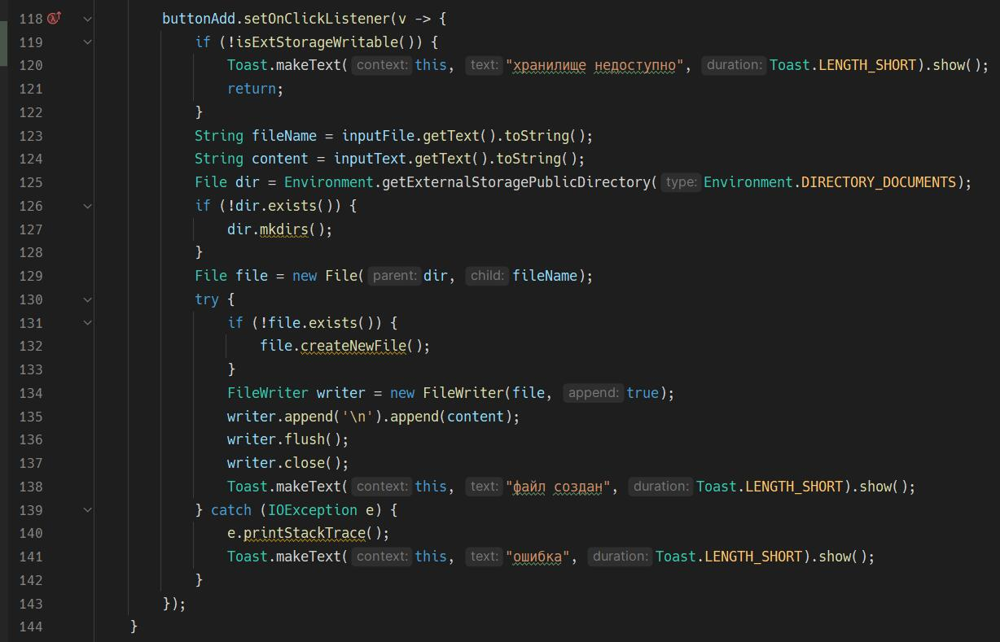 118 buttonAdd.setOnClickListener(v -> {
119 if (!isExtStorageWritable()) {
120 Toast.makeText( context: this, text: "хранилище недоступно", duration: Toast.LENGTH_SHORT).show();
121 return;
122 }
123 String fileName = inputFile.getText().toString();
124 String content = inputText.getText().toString();
125 File dir = Environment.getExternalStoragePublicDirectory( type: Environment.DIRECTORY_DOCUMENTS);
126 if (!dir.exists()) {
127 dir.mkdirs();
128 }
129 File file = new File( parent: dir, child: fileName);
130 try {
131 if (!file.exists()) {
132 file.createNewFile();
133 }
134 FileWriter writer = new FileWriter(file, append: true);
135 writer.append('\n').append(content);
136 writer.flush();
137 writer.close();
138 Toast.makeText( context: this, text: "файл создан", duration: Toast.LENGTH_SHORT).show();
139 } catch (IOException e) {
140 e.printStackTrace();
141 Toast.makeText( context: this, text: "ошибка", duration: Toast.LENGTH_SHORT).show();
142 }
143 });
144 }